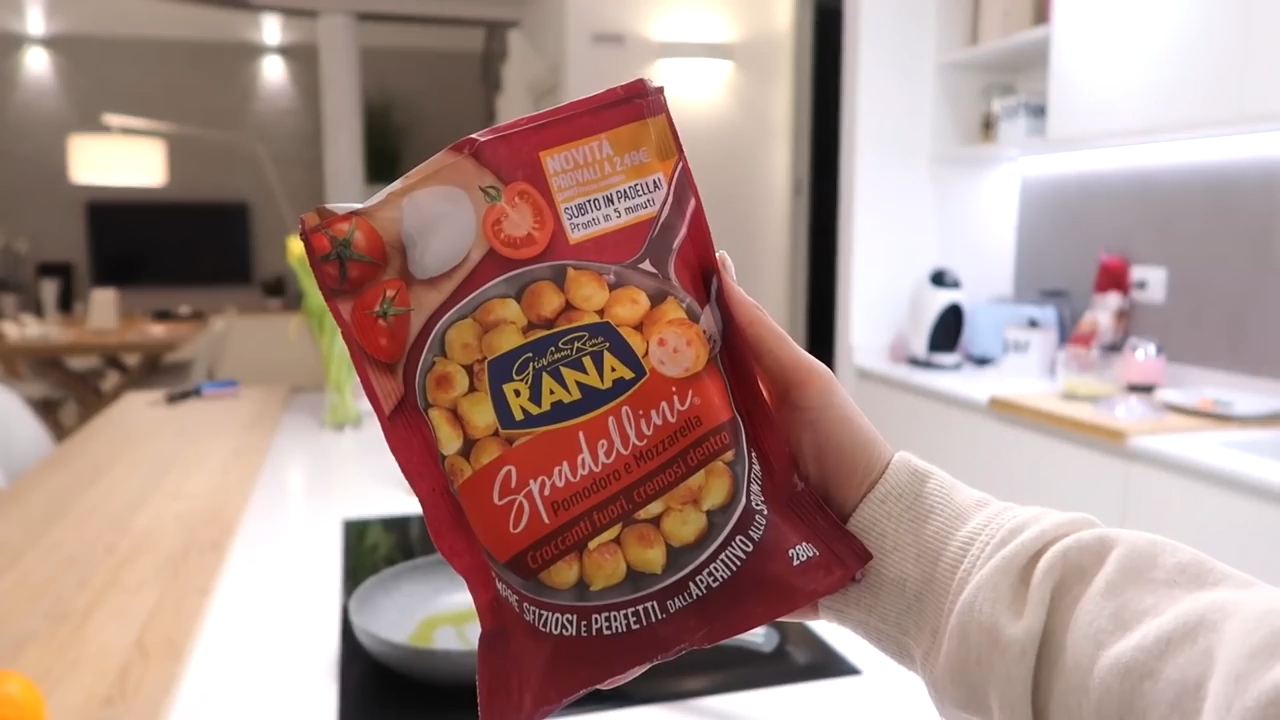 NOVITÀ
PROVALI A 2,49€
SUBITO IN PADELLA!
Pronti in 5 minuti
Giovanni Rana
RANA
Spadellini®
Pomodoro e Mozzarella
Croccanti fuori, cremosi dentro
SFIZIOSI E PERFETTI, DALL'APERITIVO ALLO SPUNTINO
280g